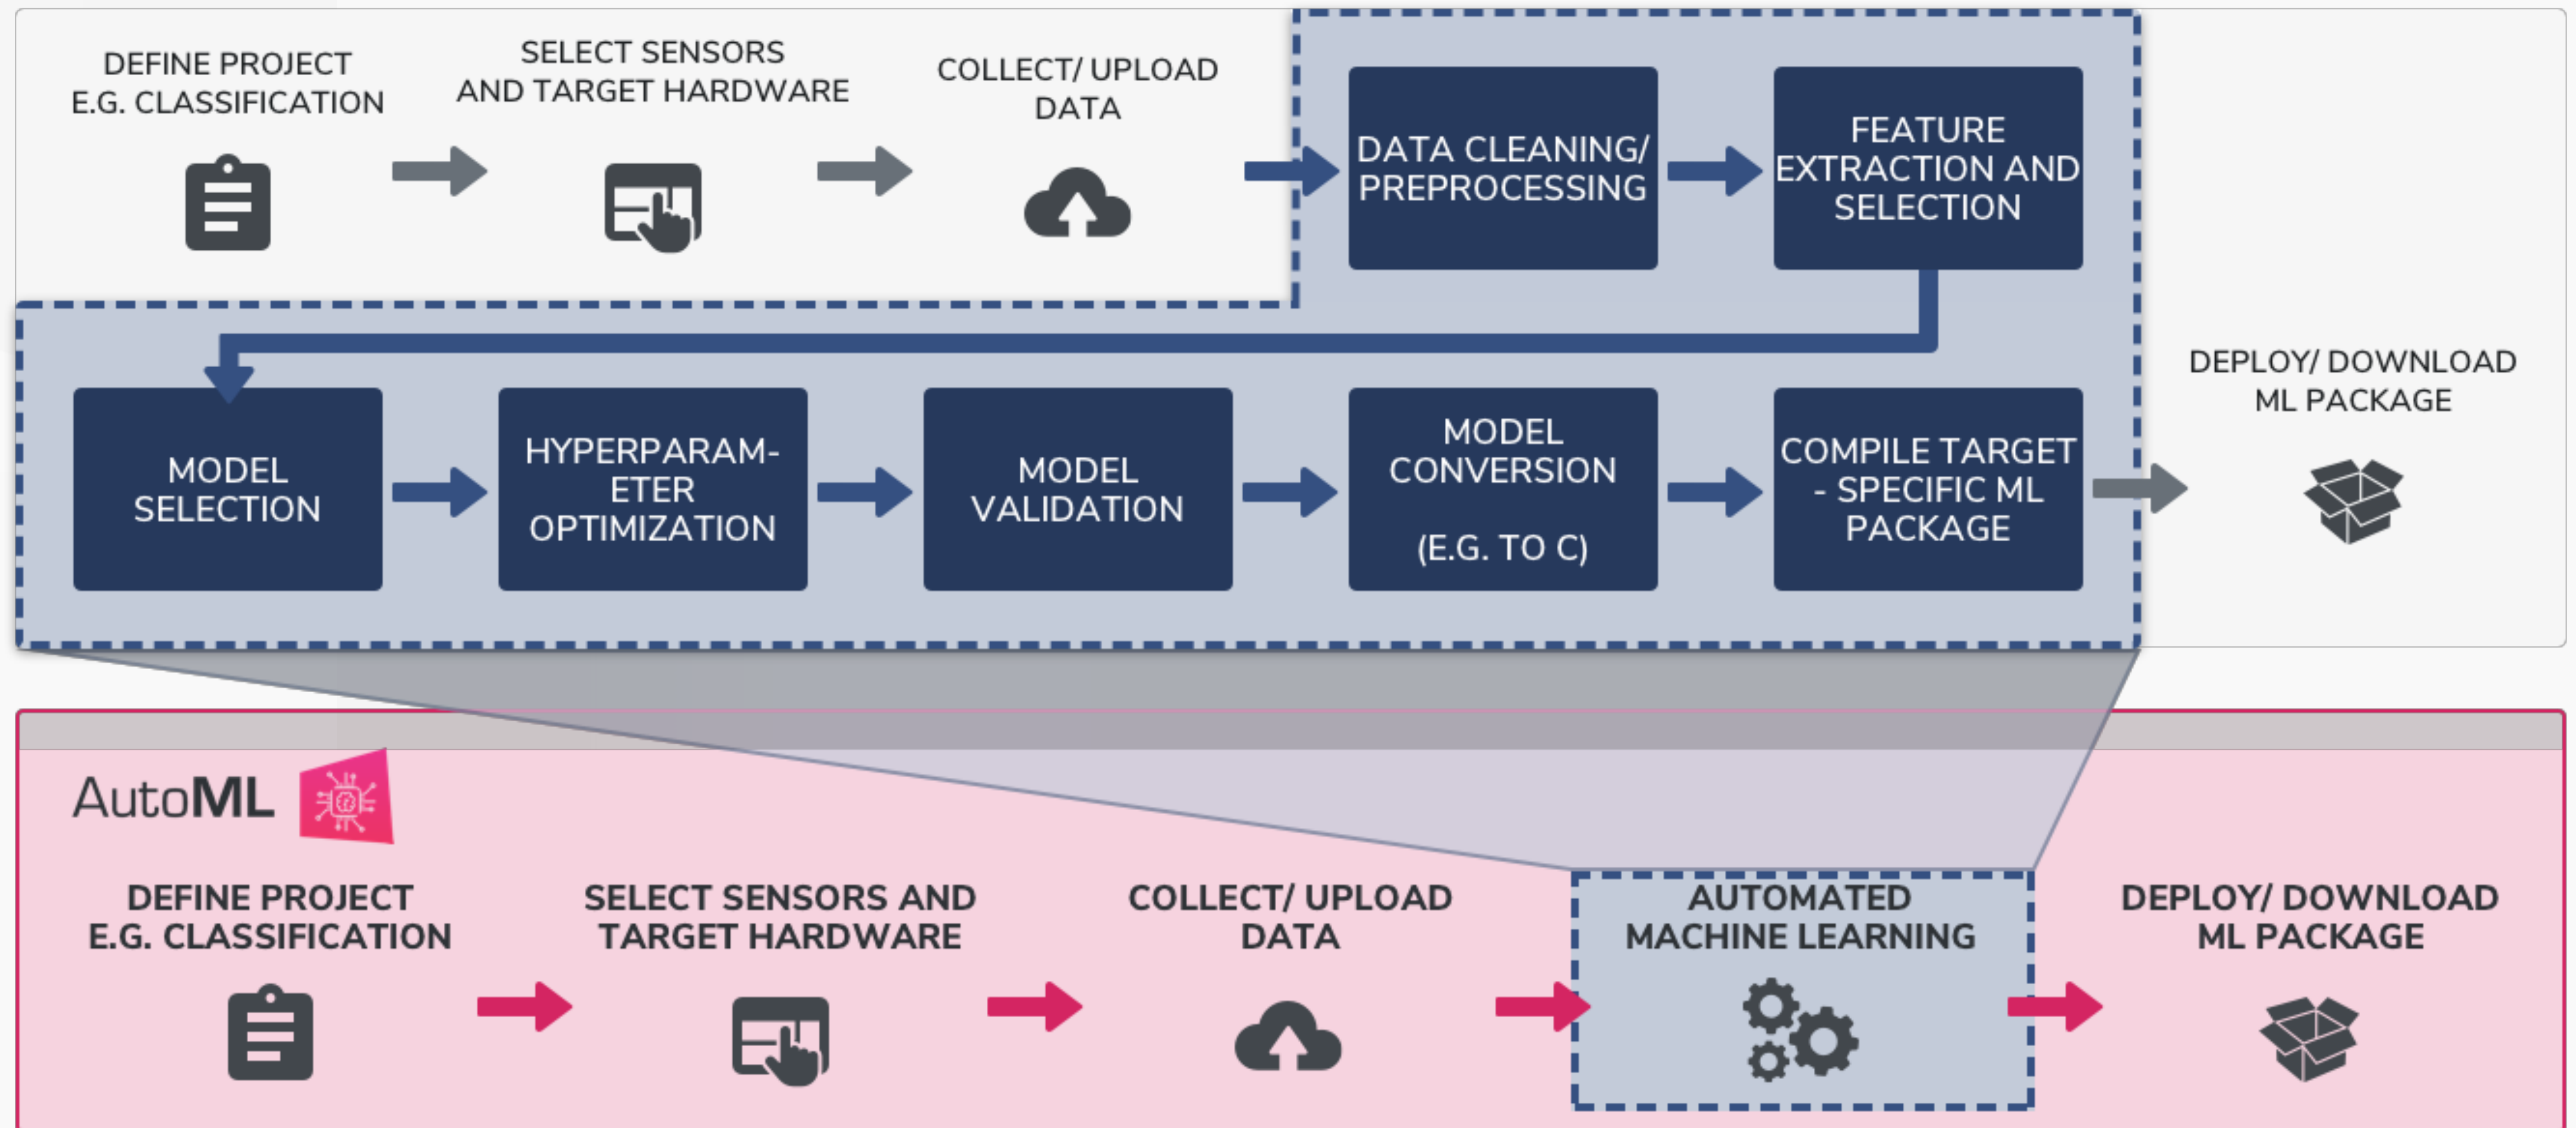 DEFINE PROJECT
E.G. CLASSIFICATION
SELECT SENSORS
AND TARGET HARDWARE
COLLECT/ UPLOAD
DATA
DATA CLEANING/
PREPROCESSING
FEATURE
EXTRACTION AND
SELECTION
MODEL
SELECTION
HYPERPARAM-
ETER
OPTIMIZATION
MODEL
VALIDATION
MODEL
CONVERSION
(E.G. TO C)
COMPILE TARGET
- SPECIFIC ML
PACKAGE
DEPLOY/ DOWNLOAD
ML PACKAGE
AutoML
DEFINE PROJECT
E.G. CLASSIFICATION
SELECT SENSORS AND
TARGET HARDWARE
COLLECT/ UPLOAD
DATA
AUTOMATED
MACHINE LEARNING
DEPLOY/ DOWNLOAD
ML PACKAGE